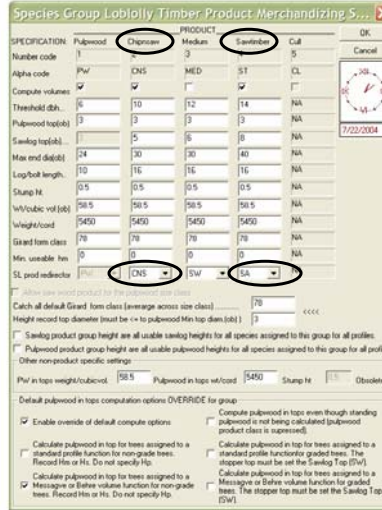 Species Group Loblolly Timber Product Merchandizing S...
PRODUCT
SPECIFICATION: Pulpwood Chipnsaw Medium Sawtimber Cull
OK
Number code 1 3 5
Cancel
Alpha code PW CNS MED ST CL
Compute volumes
Threshold dbh... 6 10 12 14 NA
Pulpwood top(ob) 3 3 3 3 NA
7/22/2004
Sawlog top(ob)... 5 6 8 NA
Max end dia(ob) 24 30 30 40 NA
Log/bolt length.. 10 16 16 16 NA
Stump ht 0.5 0.5 0.5 0.5 NA
Wt/cubic vol (ob) 58.5 58.5 58.5 58.5 NA
Weight/cord 5450 5450 5450 5450 NA
Girard form class 78 78 78 78 NA
Min. useable hm 0 0 0 0 NA
SL prod redirector PW CNS SW SA
Allow saw wood product for the pulpwood size class
Catch all default Girard form class (average across size class) ......... 78
<<<<
Height record top diameter (must be <= to pulpwood Min top diam.(ob) ) 3
Sawlog product group height are all usable sawlog heights for all species assigned to this group for all profiles.
Pulpwood product group height are all usable pulpwood heights for all species assigned to this group for all profi
Other non-product specific settings
PW in tops weight/cubicvol. 58.5 Pulpwood in tops wt/cord 5450 Stump ht 0.5 Obsolete
Default pulpwood in tops computation options OVERRIDE for group
Enable override of default compute options
Compute pulpwood in tops even though standing pulpwood is not being calculated (pulpwood product class is supressed).
Calculate pulpwood in top for trees assigned to a standard profile function for non-grade trees. Record Hm or Hs. Do not specify Hp.
Calculate pulpwood in top for trees assigned to a standard profile functionfor graded trees. The stopper top must be set the Sawlog Top (SW).
Calculate pulpwood in top for trees assigned to a Messagve or Behre volume function for non-grade trees. Record Hm or Hs. Do not specify Hp.
Calculate pulpwood in top for trees assigned to a Messagve or Behre volume function for graded trees. The stopper top must be set the Sawlog Top (SW).